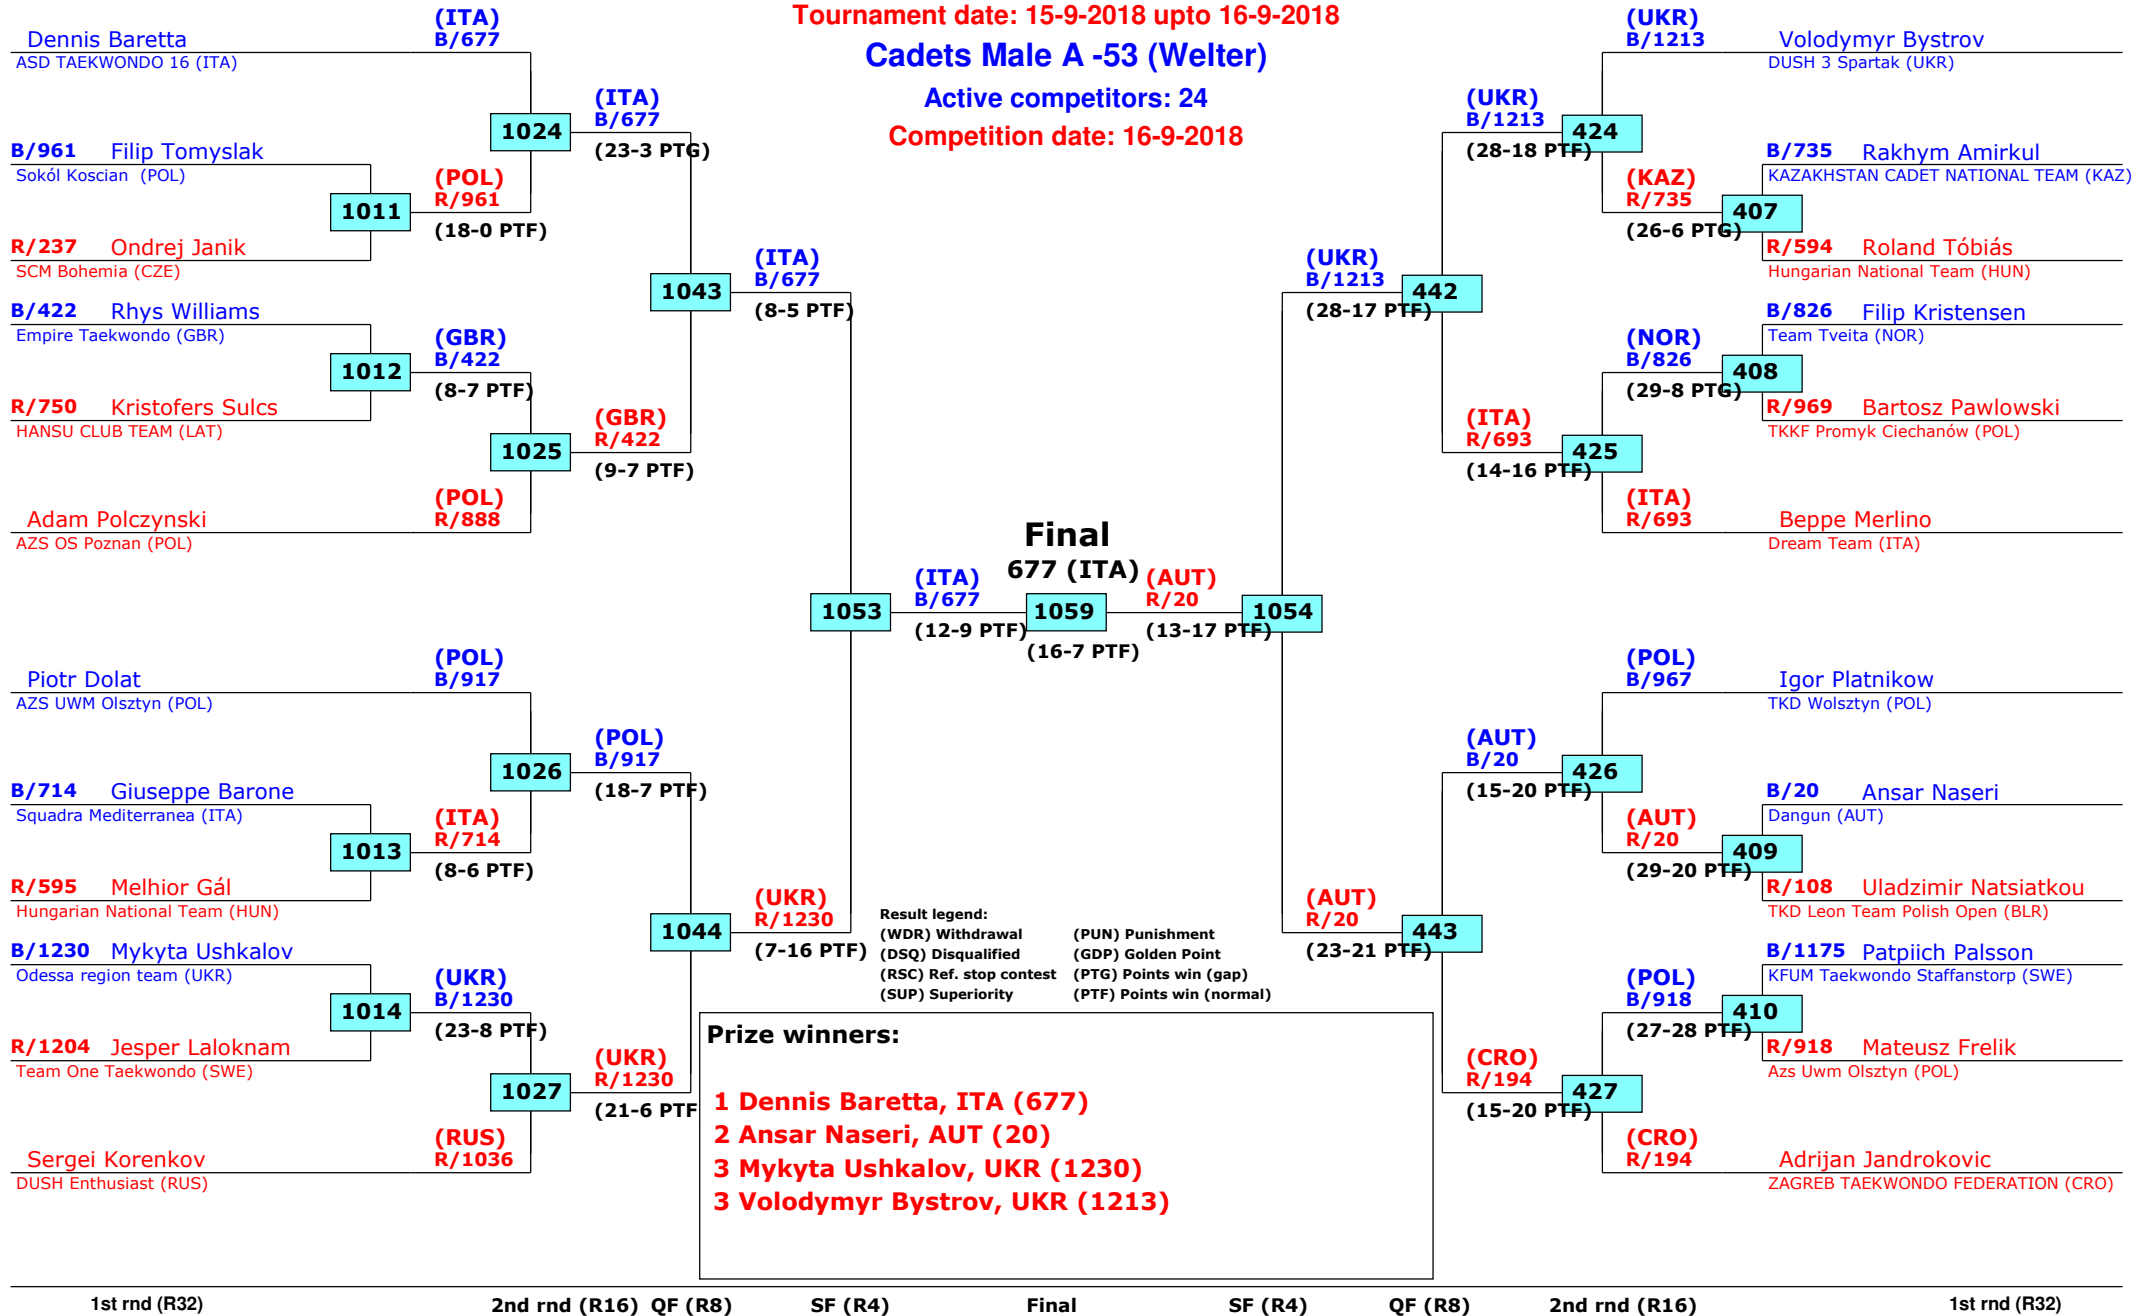 Tournament date: 15-9-2018 upto 16-9-2018
Cadets Male A -53 (Welter)
Active competitors: 24
Competition date: 16-9-2018
(ITA)
B/677
Dennis Baretta
ASD TAEKWONDO 16 (ITA)
1024
(ITA)
B/677
(23-3 PTG)
B/961 Filip Tomyslak
Sokól Koscian (POL)
1011
(POL)
R/961
(18-0 PTF)
R/237 Ondrej Janik
SCM Bohemia (CZE)
1043
(ITA)
B/677
(8-5 PTF)
B/422 Rhys Williams
Empire Taekwondo (GBR)
1012
(GBR)
B/422
(8-7 PTF)
R/750 Kristofers Sulcs
HANSU CLUB TEAM (LAT)
1025
(GBR)
R/422
(9-7 PTF)
(POL)
R/888
Adam Polczynski
AZS OS Poznan (POL)
1053
(ITA)
B/677
(12-9 PTF)
Final
677 (ITA)
1059
(16-7 PTF)
(AUT)
R/20
(13-17 PTF)
1054
(POL)
B/917
Piotr Dolat
AZS UWM Olsztyn (POL)
1026
(POL)
B/917
(18-7 PTF)
B/714 Giuseppe Barone
Squadra Mediterranea (ITA)
1013
(ITA)
R/714
(8-6 PTF)
R/595 Melhior Gál
Hungarian National Team (HUN)
1044
(UKR)
R/1230
(7-16 PTF)
B/1230 Mykyta Ushkalov
Odessa region team (UKR)
1014
(UKR)
B/1230
(23-8 PTF)
R/1204 Jesper Laloknam
Team One Taekwondo (SWE)
1027
(UKR)
R/1230
(21-6 PTF
(RUS)
R/1036
Sergei Korenkov
DUSH Enthusiast (RUS)
(UKR)
B/1213
Volodymyr Bystrov
DUSH 3 Spartak (UKR)
(UKR)
B/1213
(28-18 PTF)
424
B/735 Rakhym Amirkul
KAZAKHSTAN CADET NATIONAL TEAM (KAZ)
(KAZ)
R/735
(26-6 PTG)
407
R/594 Roland Tóbiás
Hungarian National Team (HUN)
(UKR)
B/1213
(28-17 PTF)
442
B/826 Filip Kristensen
Team Tveita (NOR)
(NOR)
B/826
(29-8 PTG)
408
R/969 Bartosz Pawlowski
TKKF Promyk Ciechanów (POL)
(ITA)
R/693
(14-16 PTF)
425
(ITA)
R/693
Beppe Merlino
Dream Team (ITA)
(POL)
B/967
Igor Platnikow
TKD Wolsztyn (POL)
(AUT)
B/20
(15-20 PTF)
426
B/20 Ansar Naseri
Dangun (AUT)
(AUT)
R/20
(29-20 PTF)
409
R/108 Uladzimir Natsiatkou
TKD Leon Team Polish Open (BLR)
(AUT)
R/20
(23-21 PTF)
443
B/1175 Patpiich Palsson
KFUM Taekwondo Staffanstorp (SWE)
(POL)
B/918
(27-28 PTF)
410
R/918 Mateusz Frelik
Azs Uwm Olsztyn (POL)
(CRO)
R/194
(15-20 PTF)
427
(CRO)
R/194
Adrijan Jandrokovic
ZAGREB TAEKWONDO FEDERATION (CRO)
Result legend:
(WDR) Withdrawal (PUN) Punishment
(DSQ) Disqualified (GDP) Golden Point
(RSC) Ref. stop contest (PTG) Points win (gap)
(SUP) Superiority (PTF) Points win (normal)
Prize winners:
1 Dennis Baretta, ITA (677)
2 Ansar Naseri, AUT (20)
3 Mykyta Ushkalov, UKR (1230)
3 Volodymyr Bystrov, UKR (1213)
1st rnd (R32) 2nd rnd (R16) QF (R8) SF (R4) Final SF (R4) QF (R8) 2nd rnd (R16) 1st rnd (R32)